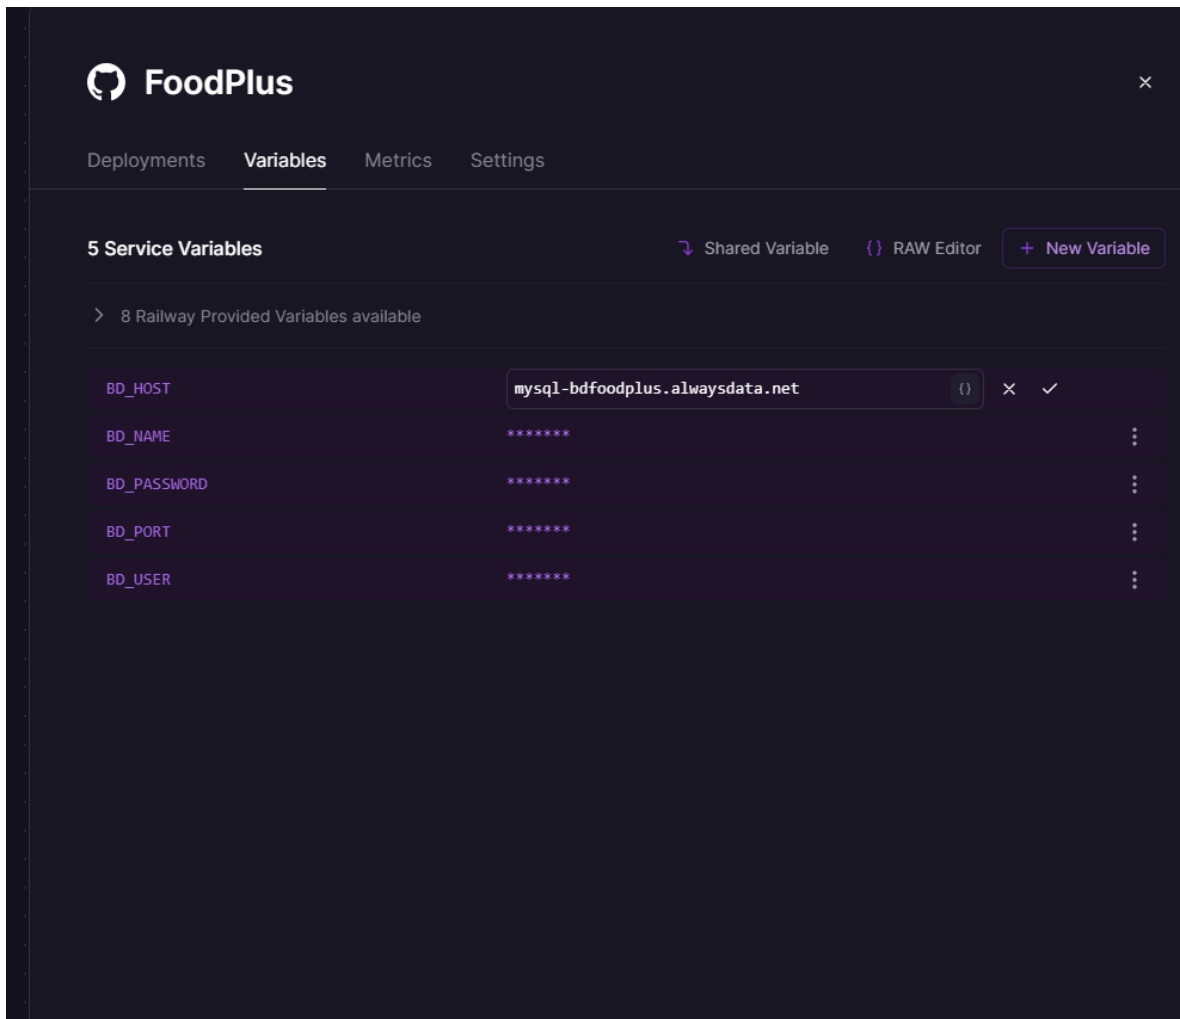 FoodPlus
Deployments Variables Metrics Settings
5 Service Variables Shared Variable {} RAW Editor + New Variable
8 Railway Provided Variables available
BD_HOST mysql-bdfoodplus.alwaysdata.net {}
BD_NAME *******
BD_PASSWORD *******
BD_PORT *******
BD_USER *******